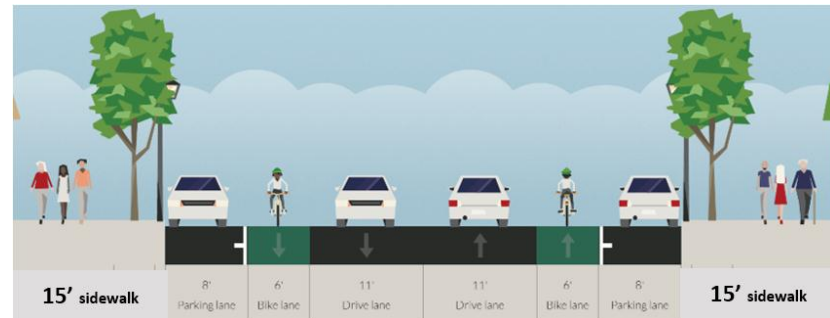 15' sidewalk
8'
Parking lane
6'
Bike lane
11'
Drive lane
11'
Drive lane
6'
Bike lane
8'
Parking lane
15' sidewalk